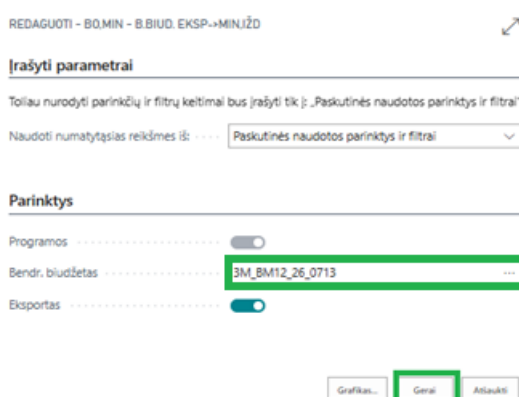 REDAGUOTI - BO,MIN - B.BIUD. EKSP->MIN,IŽD
Įrašyti parametrai
Toliau nurodyti parinkčių ir filtrų keitimai bus įrašyti tik į: „Paskutinės naudotos parinktys ir filtrai“
Naudoti numatytąsias reikšmes iš: Paskutinės naudotos parinktys ir filtrai
Parinktys
Programos
Bendr. biudžetas 3M_BM12_26_0713 ...
Eksportas
Grafikas... Gerai Atšaukti